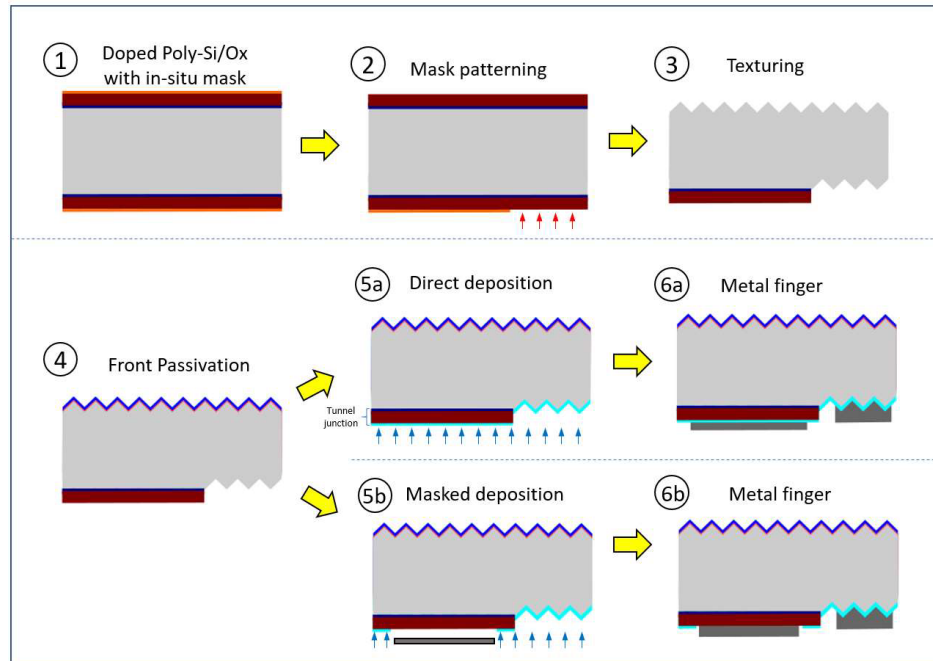 1
Doped Poly-Si/Ox
with in-situ mask
2
Mask patterning
3
Texturing
4
Front Passivation
5a
Direct deposition
Tunnel
junction
6a
Metal finger
5b
Masked deposition
6b
Metal finger